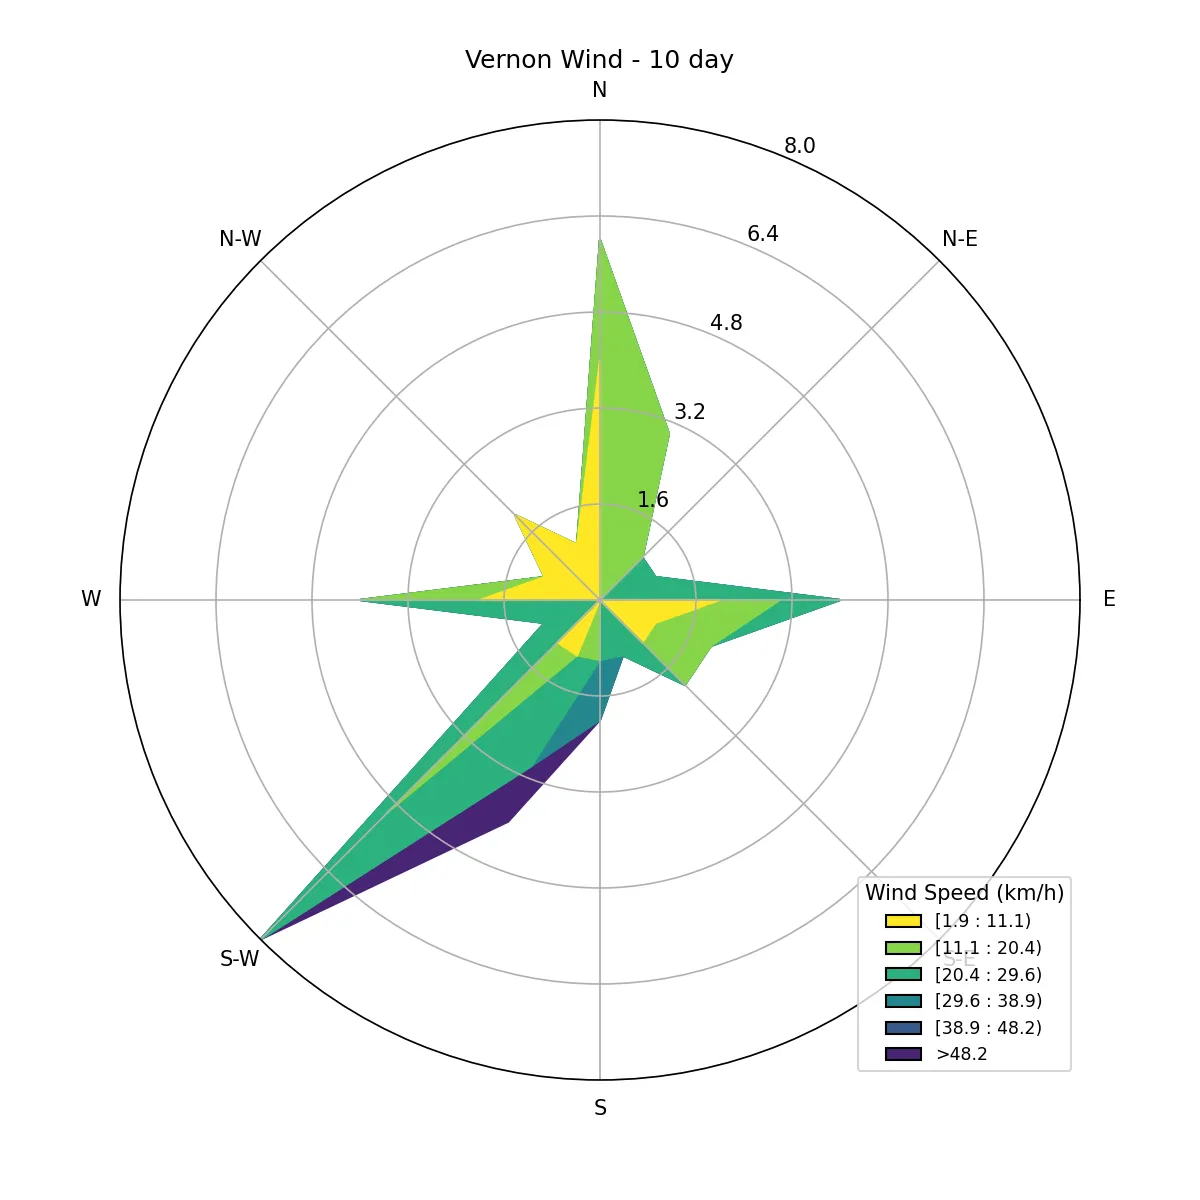 Vernon Wind - 10 day
N
8.0
N-W
N-E
6.4
4.8
3.2
1.6
W
E
S-W
S-E
Wind Speed (km/h)
[1.9 : 11.1)
[11.1 : 20.4)
[20.4 : 29.6)
[29.6 : 38.9)
[38.9 : 48.2)
>48.2
S